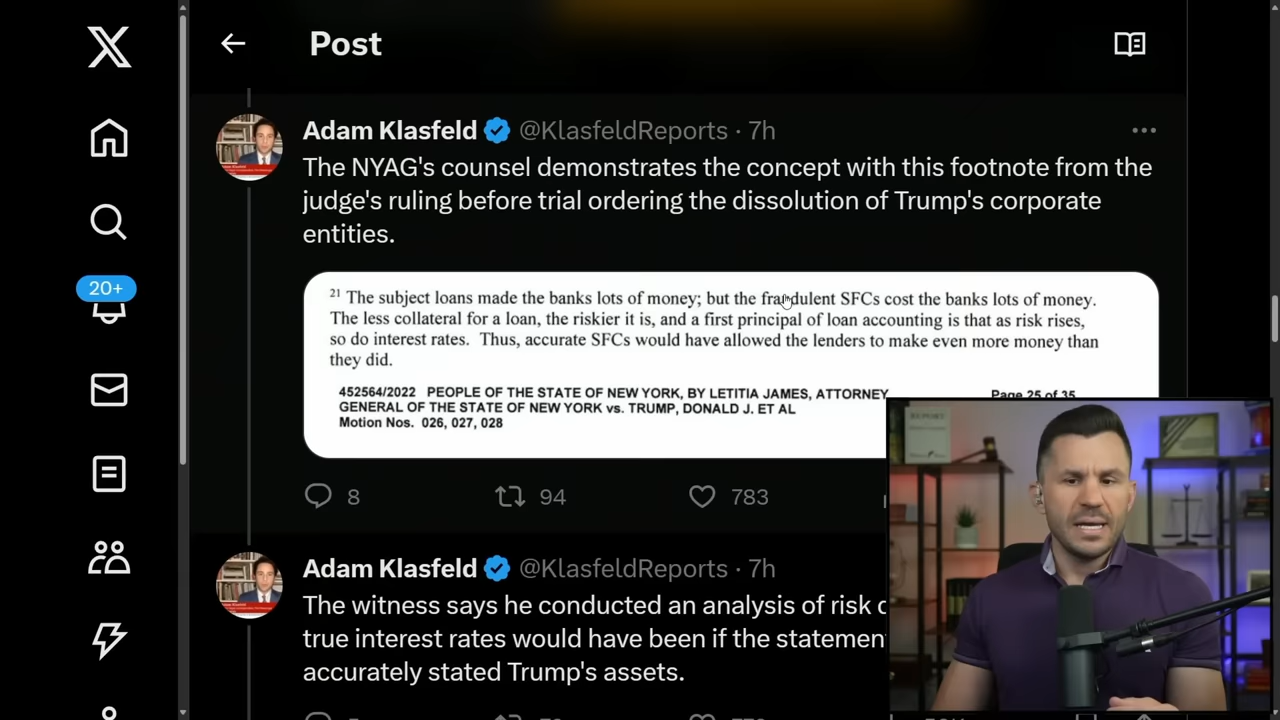 Post
20+
Adam Klasfeld @KlasfeldReports · 7h
The NYAG's counsel demonstrates the concept with this footnote from the
judge's ruling before trial ordering the dissolution of Trump's corporate
entities.
21 The subject loans made the banks lots of money; but the fraudulent SFCs cost the banks lots of money.
The less collateral for a loan, the riskier it is, and a first principal of loan accounting is that as risk rises,
so do interest rates. Thus, accurate SFCs would have allowed the lenders to make even more money than
they did.
452564/2022 PEOPLE OF THE STATE OF NEW YORK, BY LETITIA JAMES, ATTORNEY
GENERAL OF THE STATE OF NEW YORK vs. TRUMP, DONALD J. ET AL
Motion Nos. 026, 027, 028
Page 25 of 35
8 94 783
Adam Klasfeld @KlasfeldReports · 7h
The witness says he conducted an analysis of risk
true interest rates would have been if the statemen
accurately stated Trump's assets.
REPORT